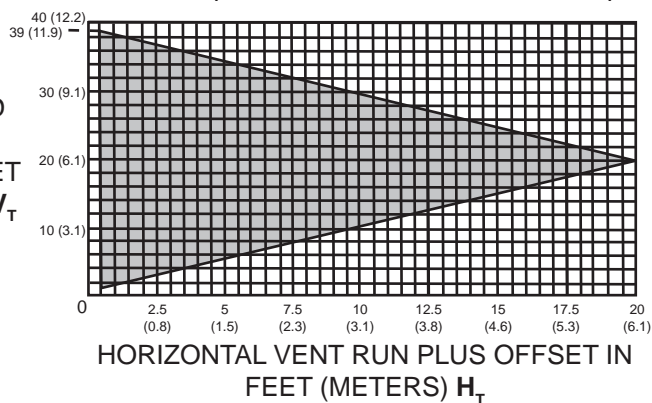 40 (12.2)
39 (11.9)
30 (9.1)
20 (6.1)
10 (3.1)
0
2.5 5 7.5 10 12.5 15 17.5 20
(0.8) (1.5) (2.3) (3.1) (3.8) (4.6) (5.3) (6.1)
HORIZONTAL VENT RUN PLUS OFFSET IN
FEET (METERS) H_T